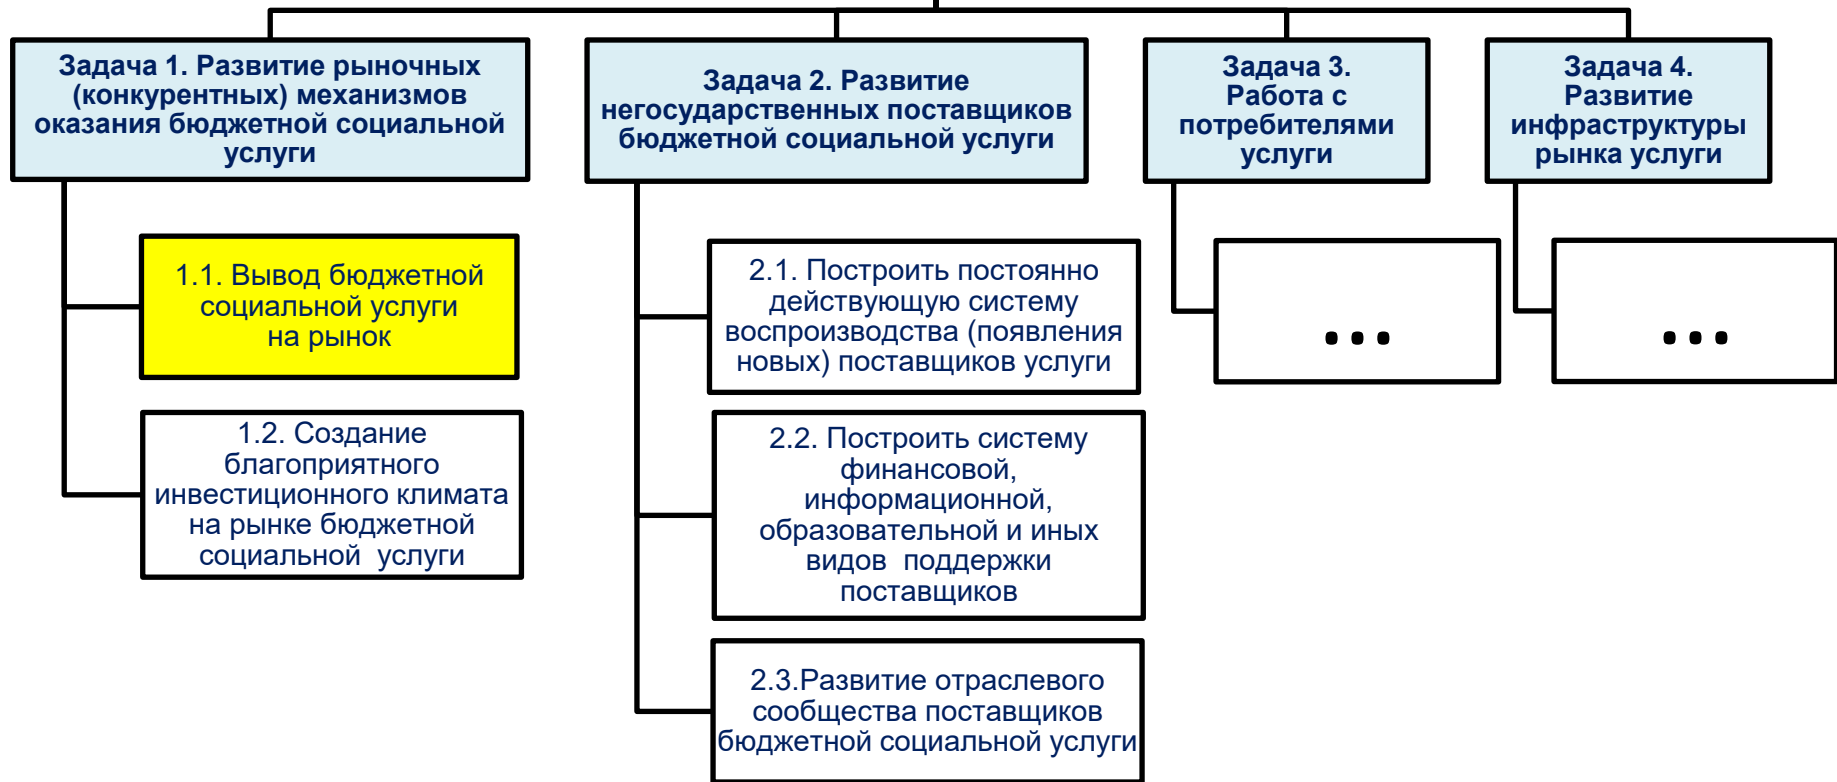 Задача 1. Развитие рыночных
(конкурентных) механизмов
оказания бюджетной социальной
услуги
1.1. Вывод бюджетной
социальной услуги
на рынок
1.2. Создание
благоприятного
инвестиционного климата
на рынке бюджетной
социальной услуги
Задача 2. Развитие
негосударственных поставщиков
бюджетной социальной услуги
2.1. Построить постоянно
действующую систему
воспроизводства (появления
новых) поставщиков услуги
2.2. Построить систему
финансовой,
информационной,
образовательной и иных
видов поддержки
поставщиков
2.3.Развитие отраслевого
сообщества поставщиков
бюджетной социальной услуги
Задача 3.
Работа с
потребителями
услуги
...
Задача 4.
Развитие
инфраструктуры
рынка услуги
...